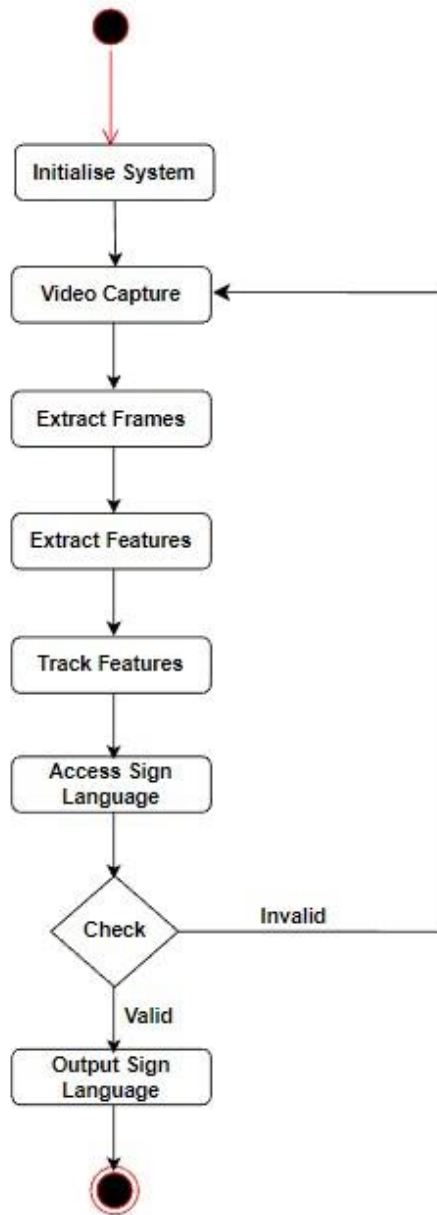 Initialise System
Video Capture
Extract Frames
Extract Features
Track Features
Access Sign
Language
Check
Invalid
Valid
Output Sign
Language